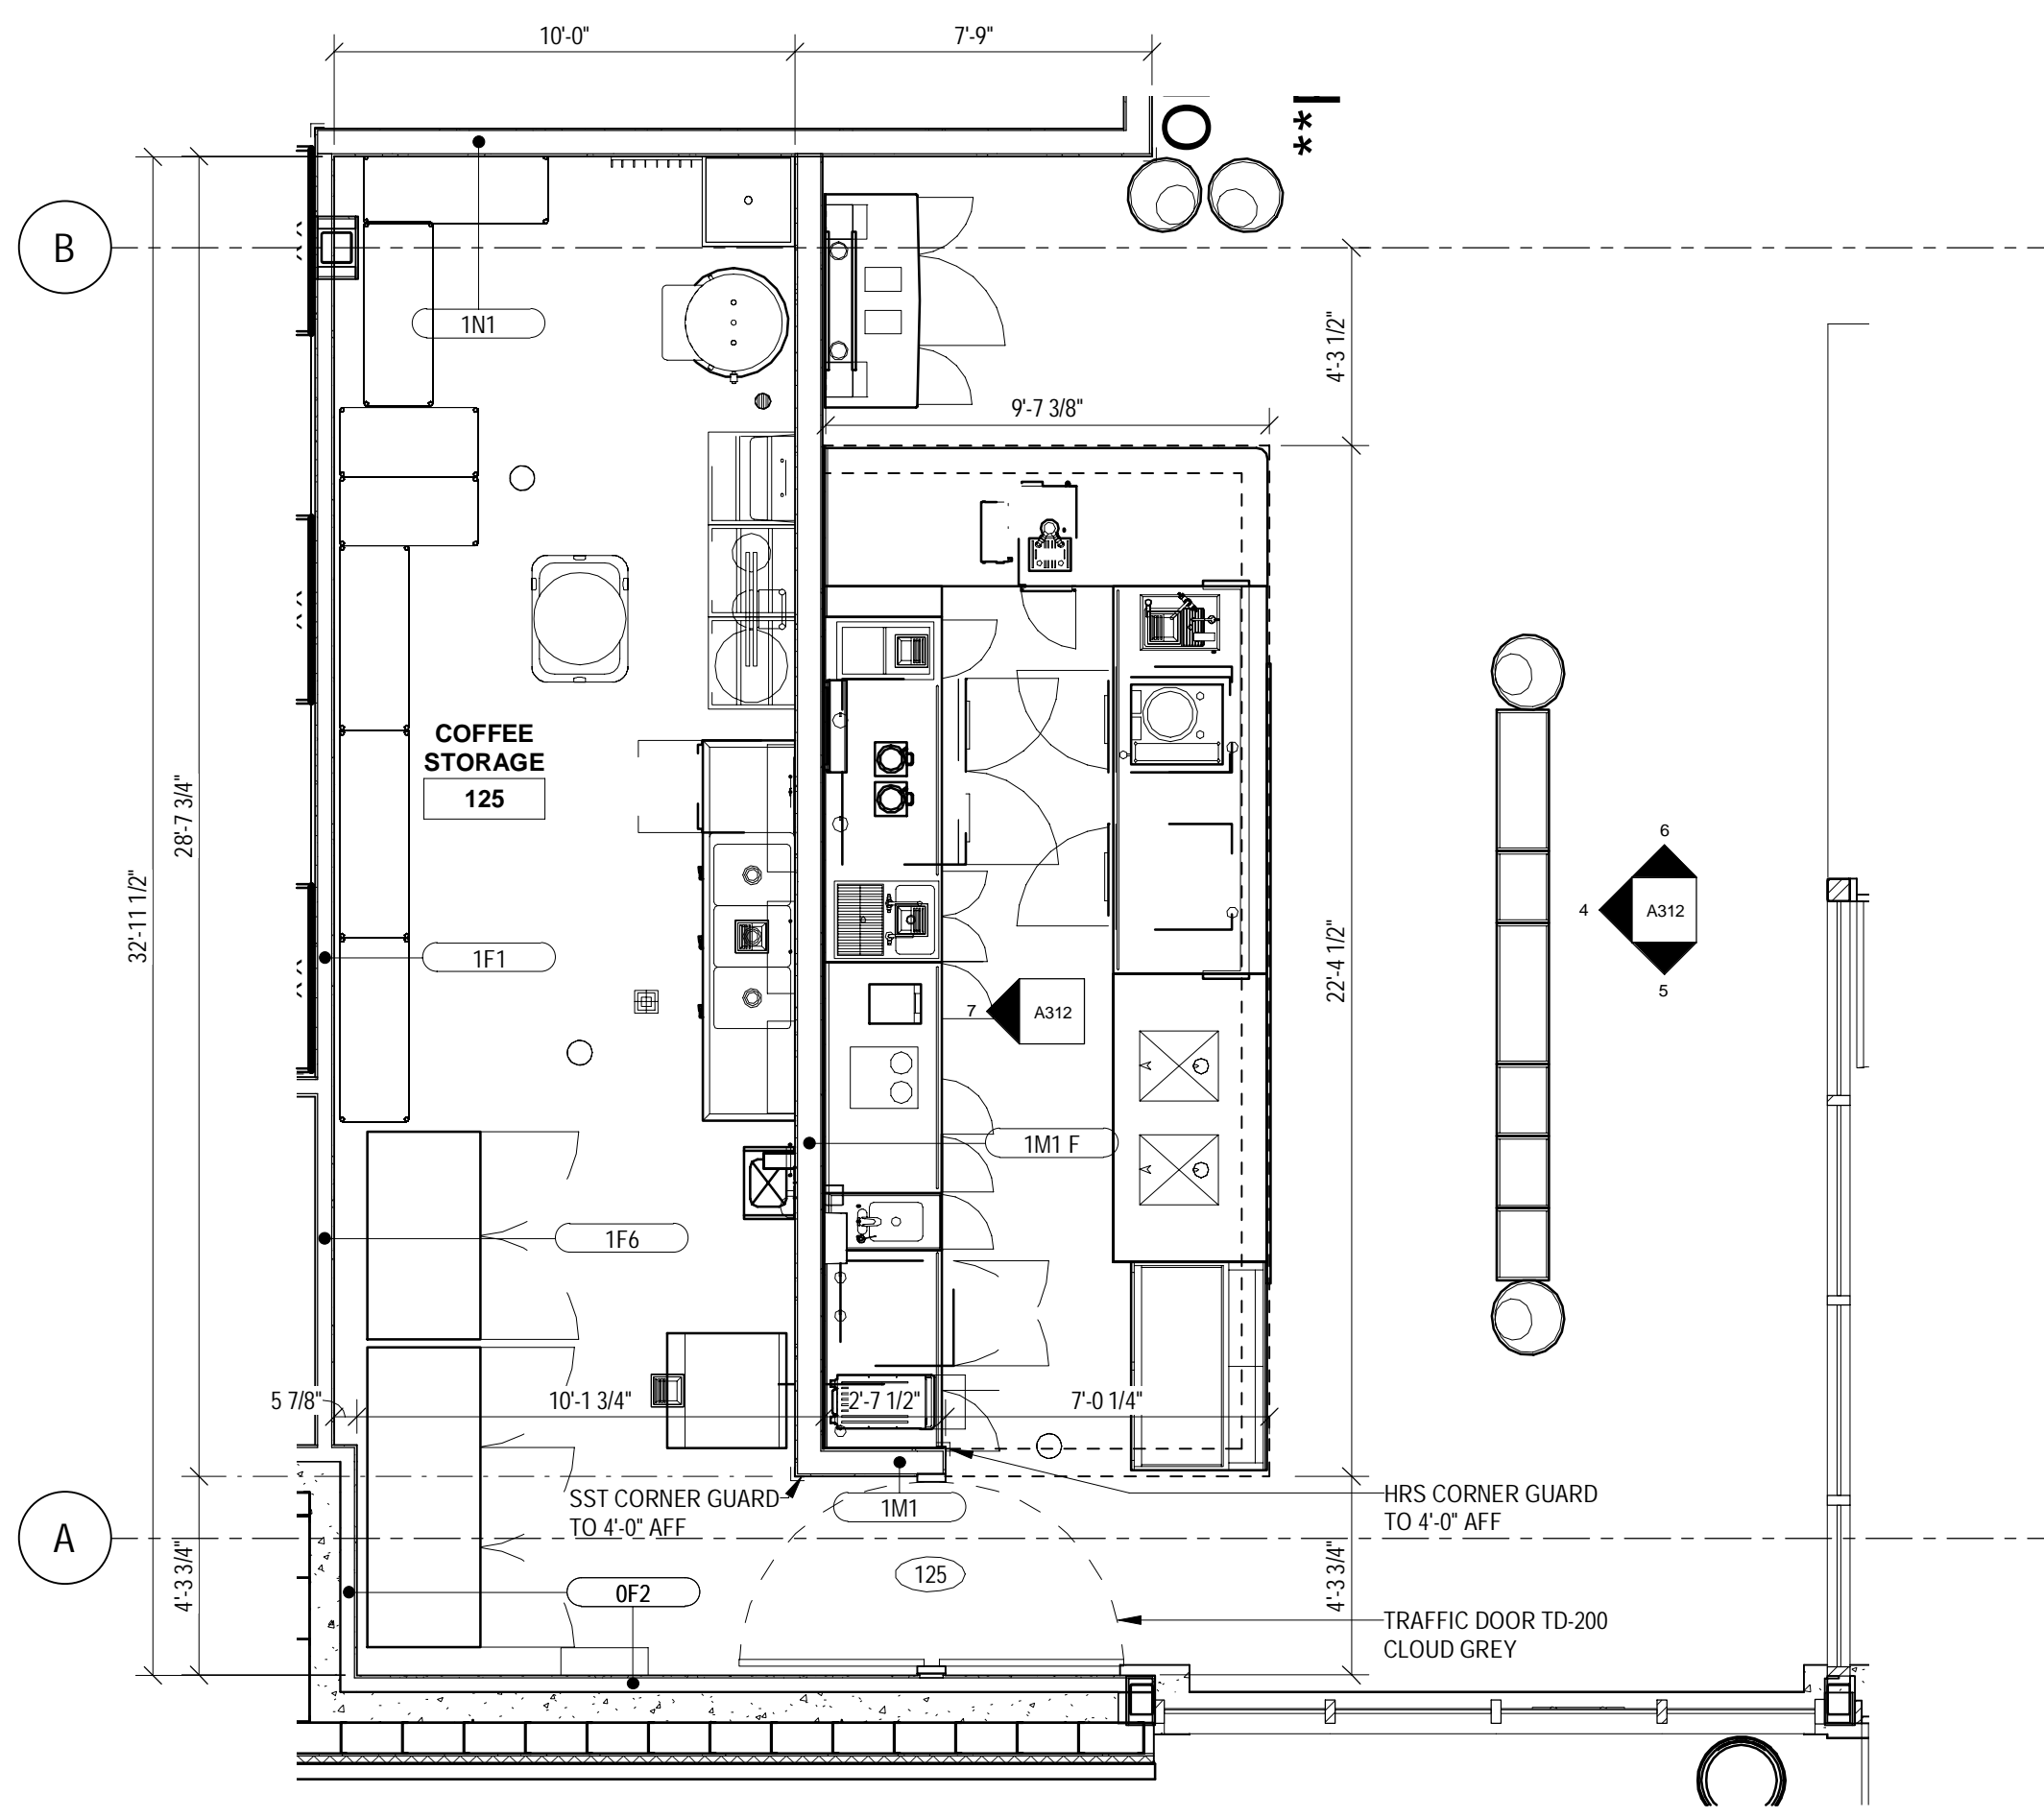 10'-0"
7'-9"
O
**
B
1N1
4'-3 1/2"
9'-7 3/8"
COFFEE
STORAGE
125
28'-7 3/4"
32'-11 1/2"
6
4
A312
5
1F1
22'-4 1/2"
7
A312
1M1 F
1F6
5 7/8"
10'-1 3/4"
2'-7 1/2"
7'-0 1/4"
SST CORNER GUARD
TO 4'-0" AFF
1M1
HRS CORNER GUARD
TO 4'-0" AFF
A
4'-3 3/4"
125
4'-3 3/4"
0F2
TRAFFIC DOOR TD-200
CLOUD GREY